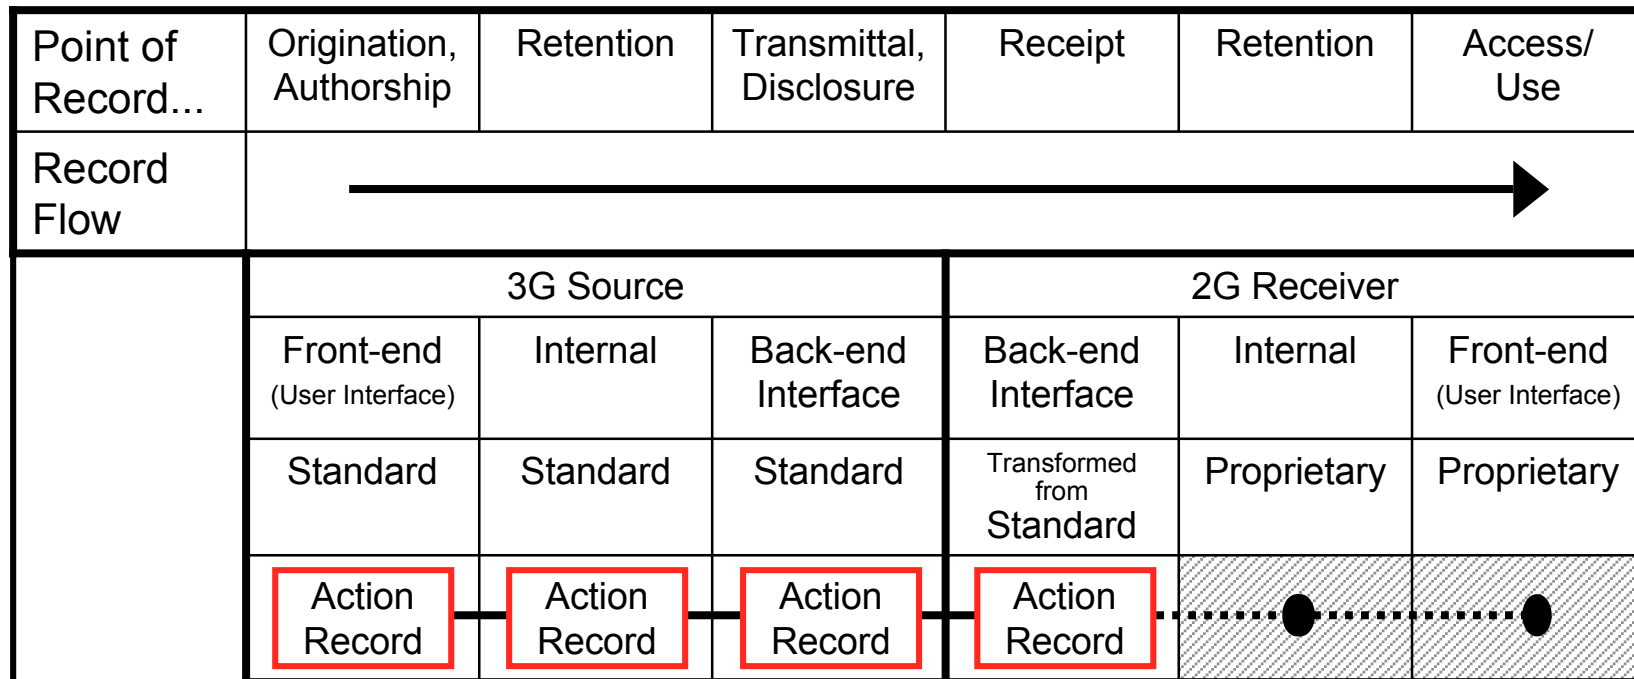 Point of
Record...
Origination,
Authorship
Retention
Transmittal,
Disclosure
Receipt
Retention
Access/
Use
Record
Flow
3G Source
2G Receiver
Front-end
(User Interface)
Internal
Back-end
Interface
Back-end
Interface
Internal
Front-end
(User Interface)
Standard
Standard
Standard
Transformed
from
Standard
Proprietary
Proprietary
Action
Record
Action
Record
Action
Record
Action
Record